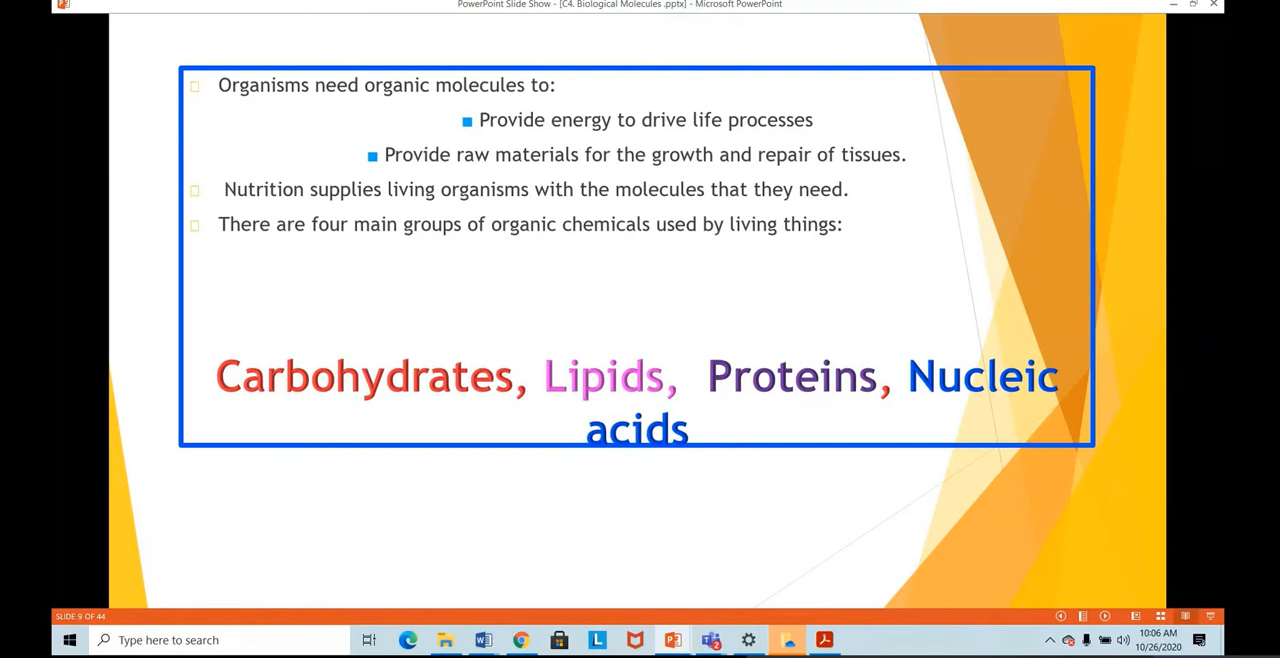 PowerPoint Slide Show - [C4. Biological Molecules .pptx] - Microsoft PowerPoint
Organisms need organic molecules to:
Provide energy to drive life processes
Provide raw materials for the growth and repair of tissues.
Nutrition supplies living organisms with the molecules that they need.
There are four main groups of organic chemicals used by living things:
Carbohydrates, Lipids, Proteins, Nucleic
acids
SLIDE 9 OF 44
Type here to search
10:06 AM
10/26/2020